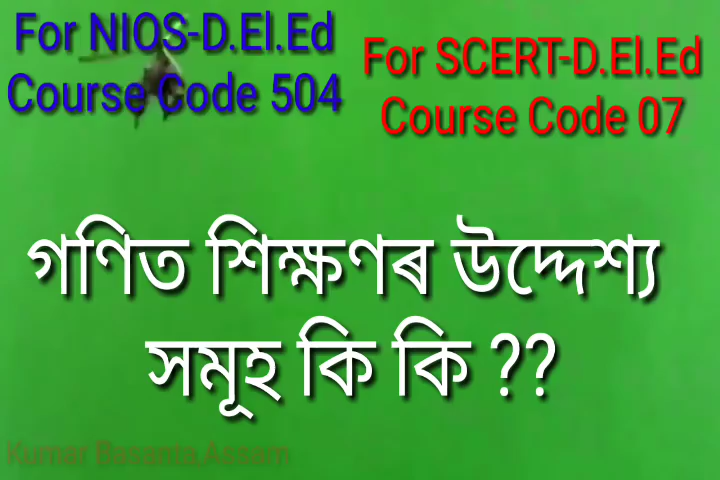 For NIOS-D.El.Ed
Course Code 504
For SCERT-D.El.Ed
Course Code 07
গণিত শিক্ষণৰ উদ্দেশ্য
সমূহ কি কি ??
Kumar Basanta,Assam